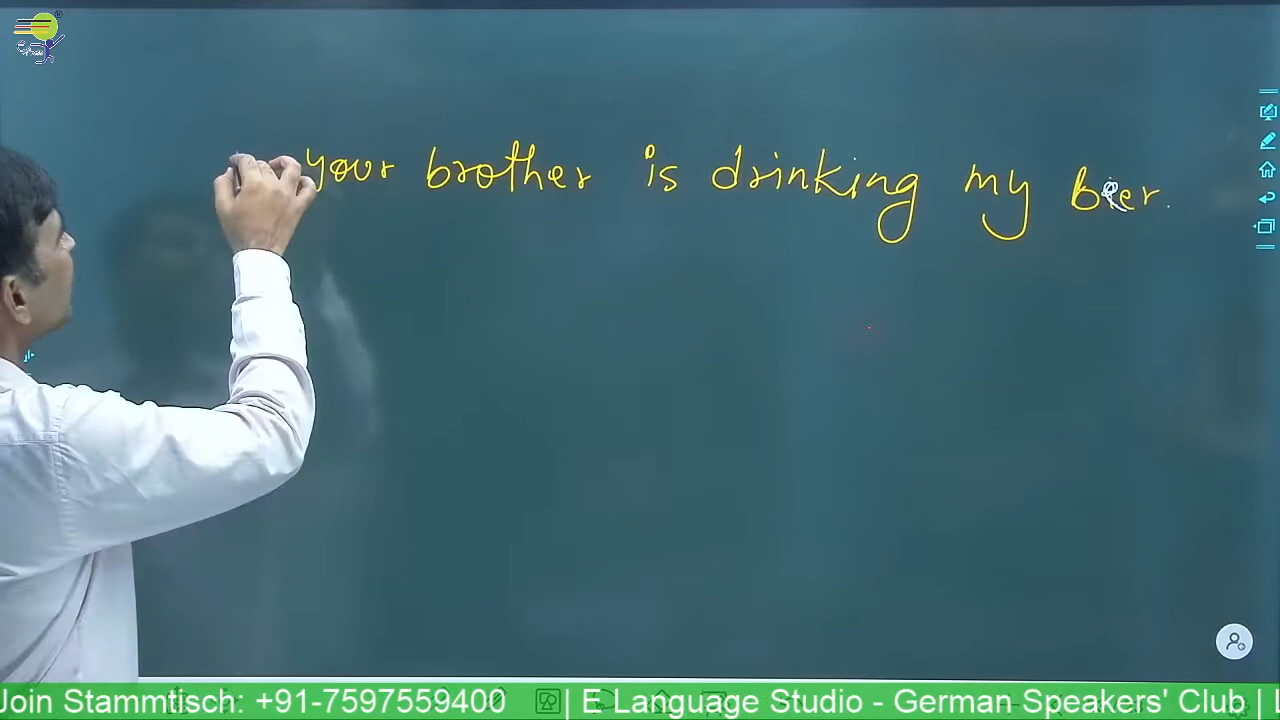 your brother is drinking my beer.
Join Stammtisch: +91-7597559400 | E Language Studio - German Speakers' Club | L